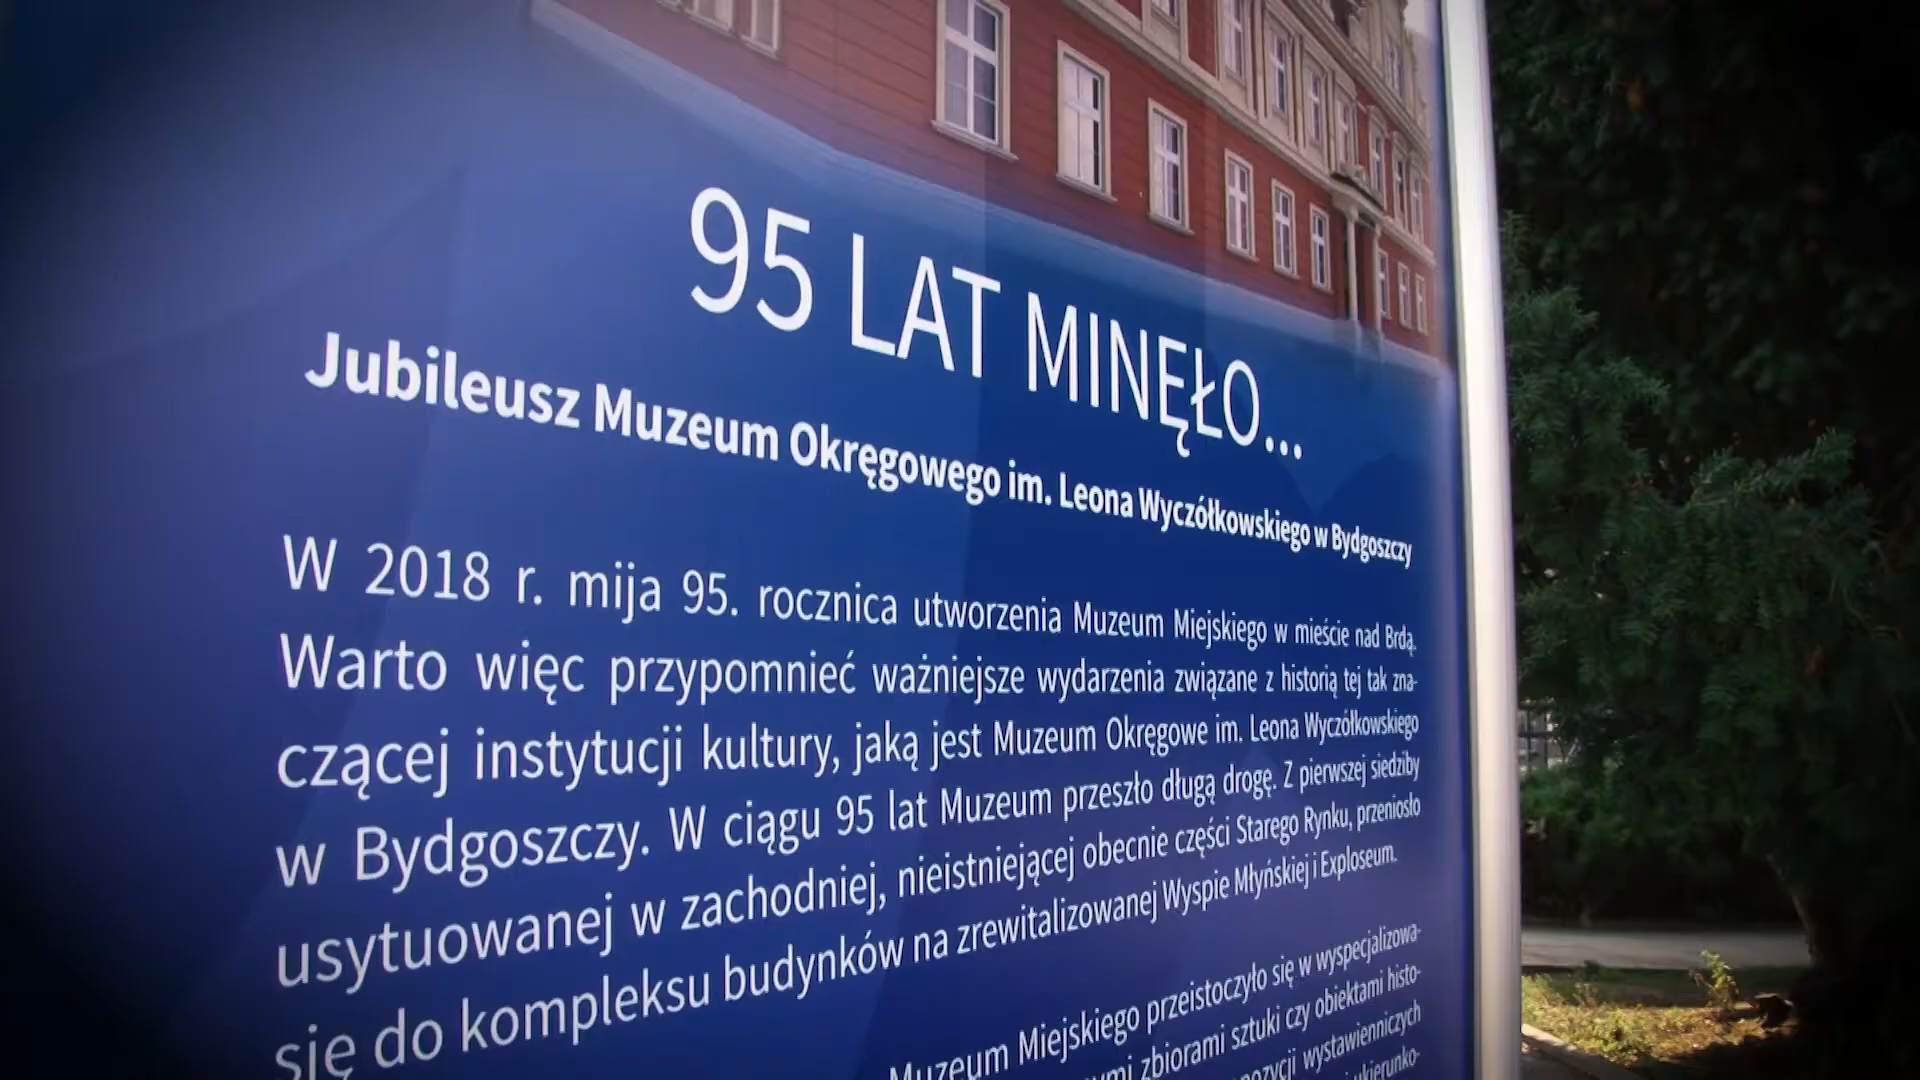 95 LAT MINĘŁO...
Jubileusz Muzeum Okręgowego im. Leona Wyczółkowskiego w Bydgoszczy
W 2018 r. mija 95. rocznica utworzenia Muzeum Miejskiego w mieście nad Brdą.
Warto więc przypomnieć ważniejsze wydarzenia związane z historią tej tak zna-
czącej instytucji kultury, jaką jest Muzeum Okręgowe im. Leona Wyczółkowskiego
w Bydgoszczy. W ciągu 95 lat Muzeum przeszło długą drogę. Z pierwszej siedziby
usytuowanej w zachodniej, nieistniejącej obecnie części Starego Rynku, przeniosło
się do kompleksu budynków na zrewitalizowanej Wyspie Młyńskiej i Exploseum.
Muzeum Miejskiego przeistoczyło się w wyspecjalizowa-
zbiorami sztuki czy obiektami histo-
wystawienniczych